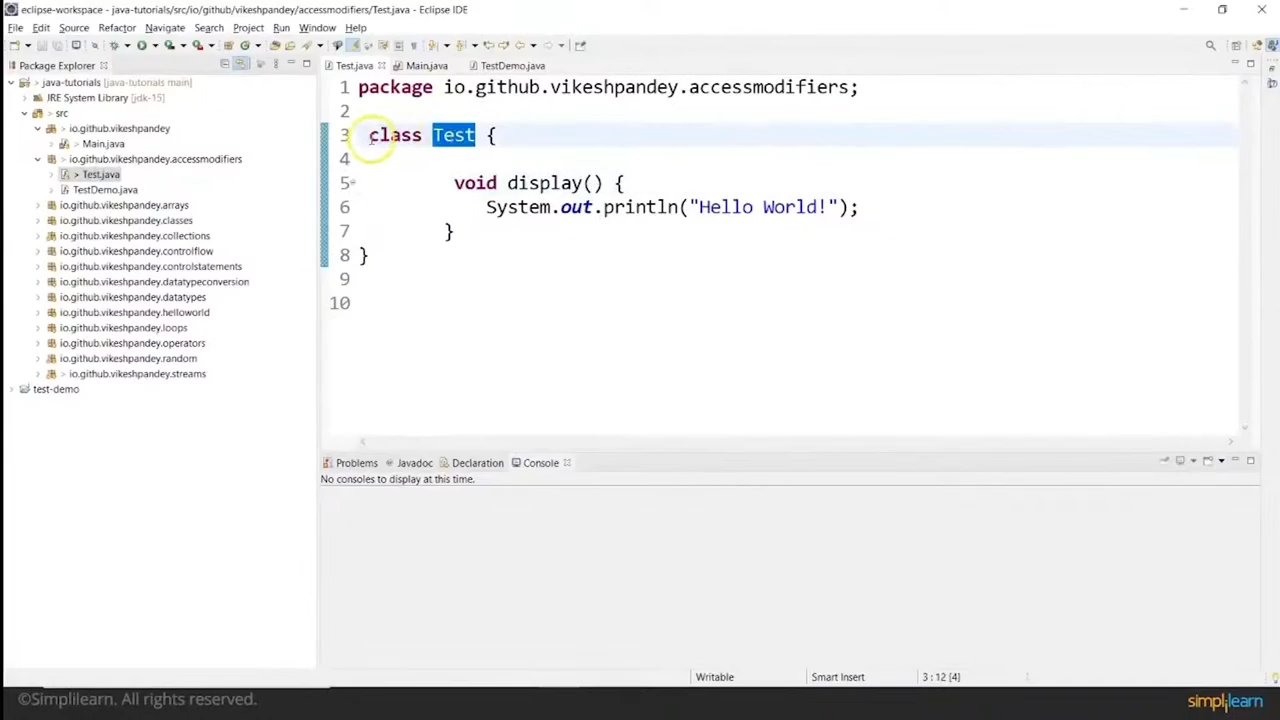 eclipse-workspace - java-tutorials/src/io/github/vikeshpandey/accessmodifiers/Test.java - Eclipse IDE
File Edit Source Refactor Navigate Search Project Run Window Help
Package Explorer
Test.java Main.java TestDemo.java
> java-tutorials [java-tutorials main]
JRE System Library [jdk-15]
> src
> io.github.vikeshpandey
> Main.java
> io.github.vikeshpandey.accessmodifiers
> Test.java
> TestDemo.java
io.github.vikeshpandey.arrays
io.github.vikeshpandey.classes
io.github.vikeshpandey.collections
io.github.vikeshpandey.controlflow
io.github.vikeshpandey.controlstatements
io.github.vikeshpandey.datatypeconversion
io.github.vikeshpandey.datatypes
io.github.vikeshpandey.helloworld
io.github.vikeshpandey.loops
io.github.vikeshpandey.operators
io.github.vikeshpandey.random
> io.github.vikeshpandey.streams
test-demo
1 package io.github.vikeshpandey.accessmodifiers;
2
3 class Test {
4
5 void display() {
6 System.out.println("Hello World!");
7 }
8 }
9
10
Problems Javadoc Declaration Console
No consoles to display at this time.
Writable Smart Insert 3 : 12 [4]
©Simplilearn. All rights reserved.
simplilearn